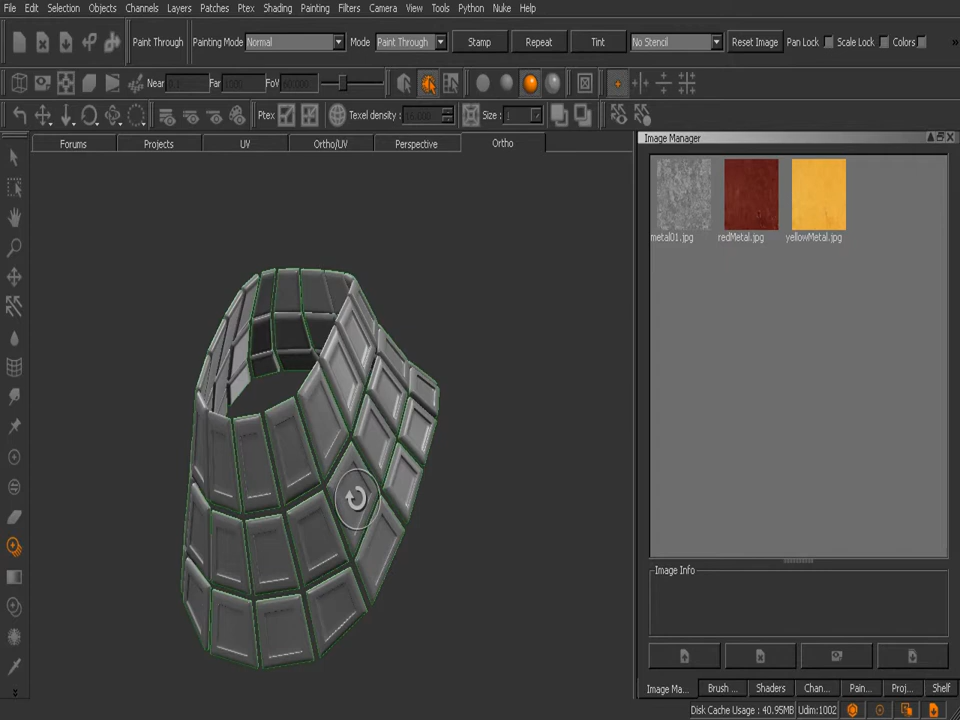 File Edit Selection Objects Channels Layers Patches Ptex Shading Painting Filters Camera View Tools Python Nuke Help
Paint Through Painting Mode Normal Mode Paint Through Stamp Repeat Tint No Stencil Reset Image Pan Lock Scale Lock Colors »
Near 0.1 Far 1500 FoV
Ptex Texel density : Size : 1
Forums Projects UV Ortho/UV Perspective Ortho
Image Manager
metal01.jpg redMetal.jpg yellowMetal.jpg
Image Info
Image Ma... Brush ... Shaders Chan... Pain... Proj... Shelf
Disk Cache Usage : 40.95MB Udim:1002